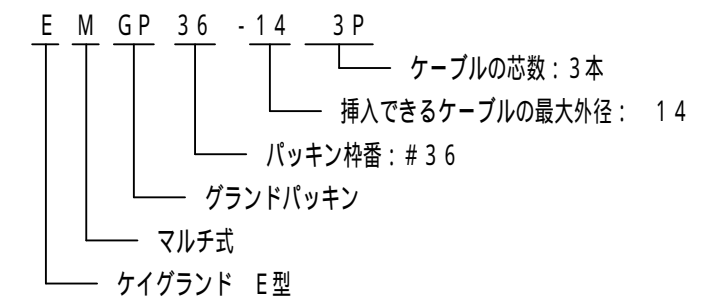 E M GP 36 -14 3P
ケーブルの芯数:3本
挿入できるケーブルの最大外径: 14
パッキン枠番:#36
グランドパッキン
マルチ式
ケイグランド E型